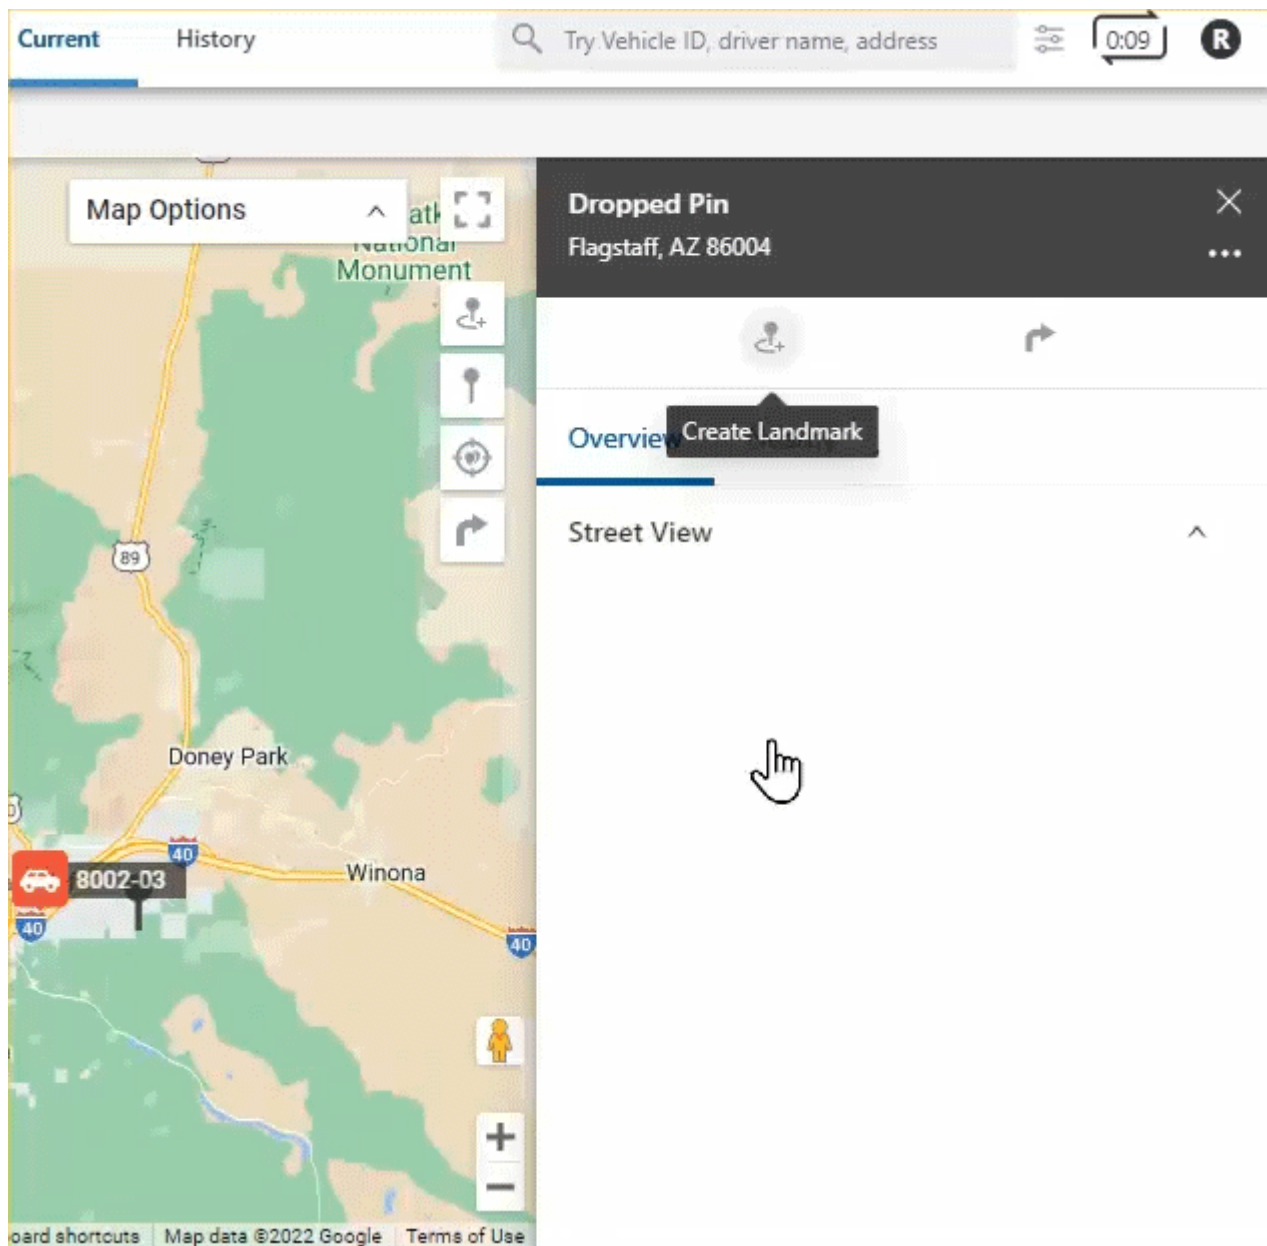 Current
History
Try Vehicle ID, driver name, address
0:09
R
Map Options
National
Monument
Dropped Pin
Flagstaff, AZ 86004
Create Landmark
Overview
Street View
89
Doney Park
40
Winona
8002-03
40
40
oard shortcuts
Map data ©2022 Google
Terms of Use